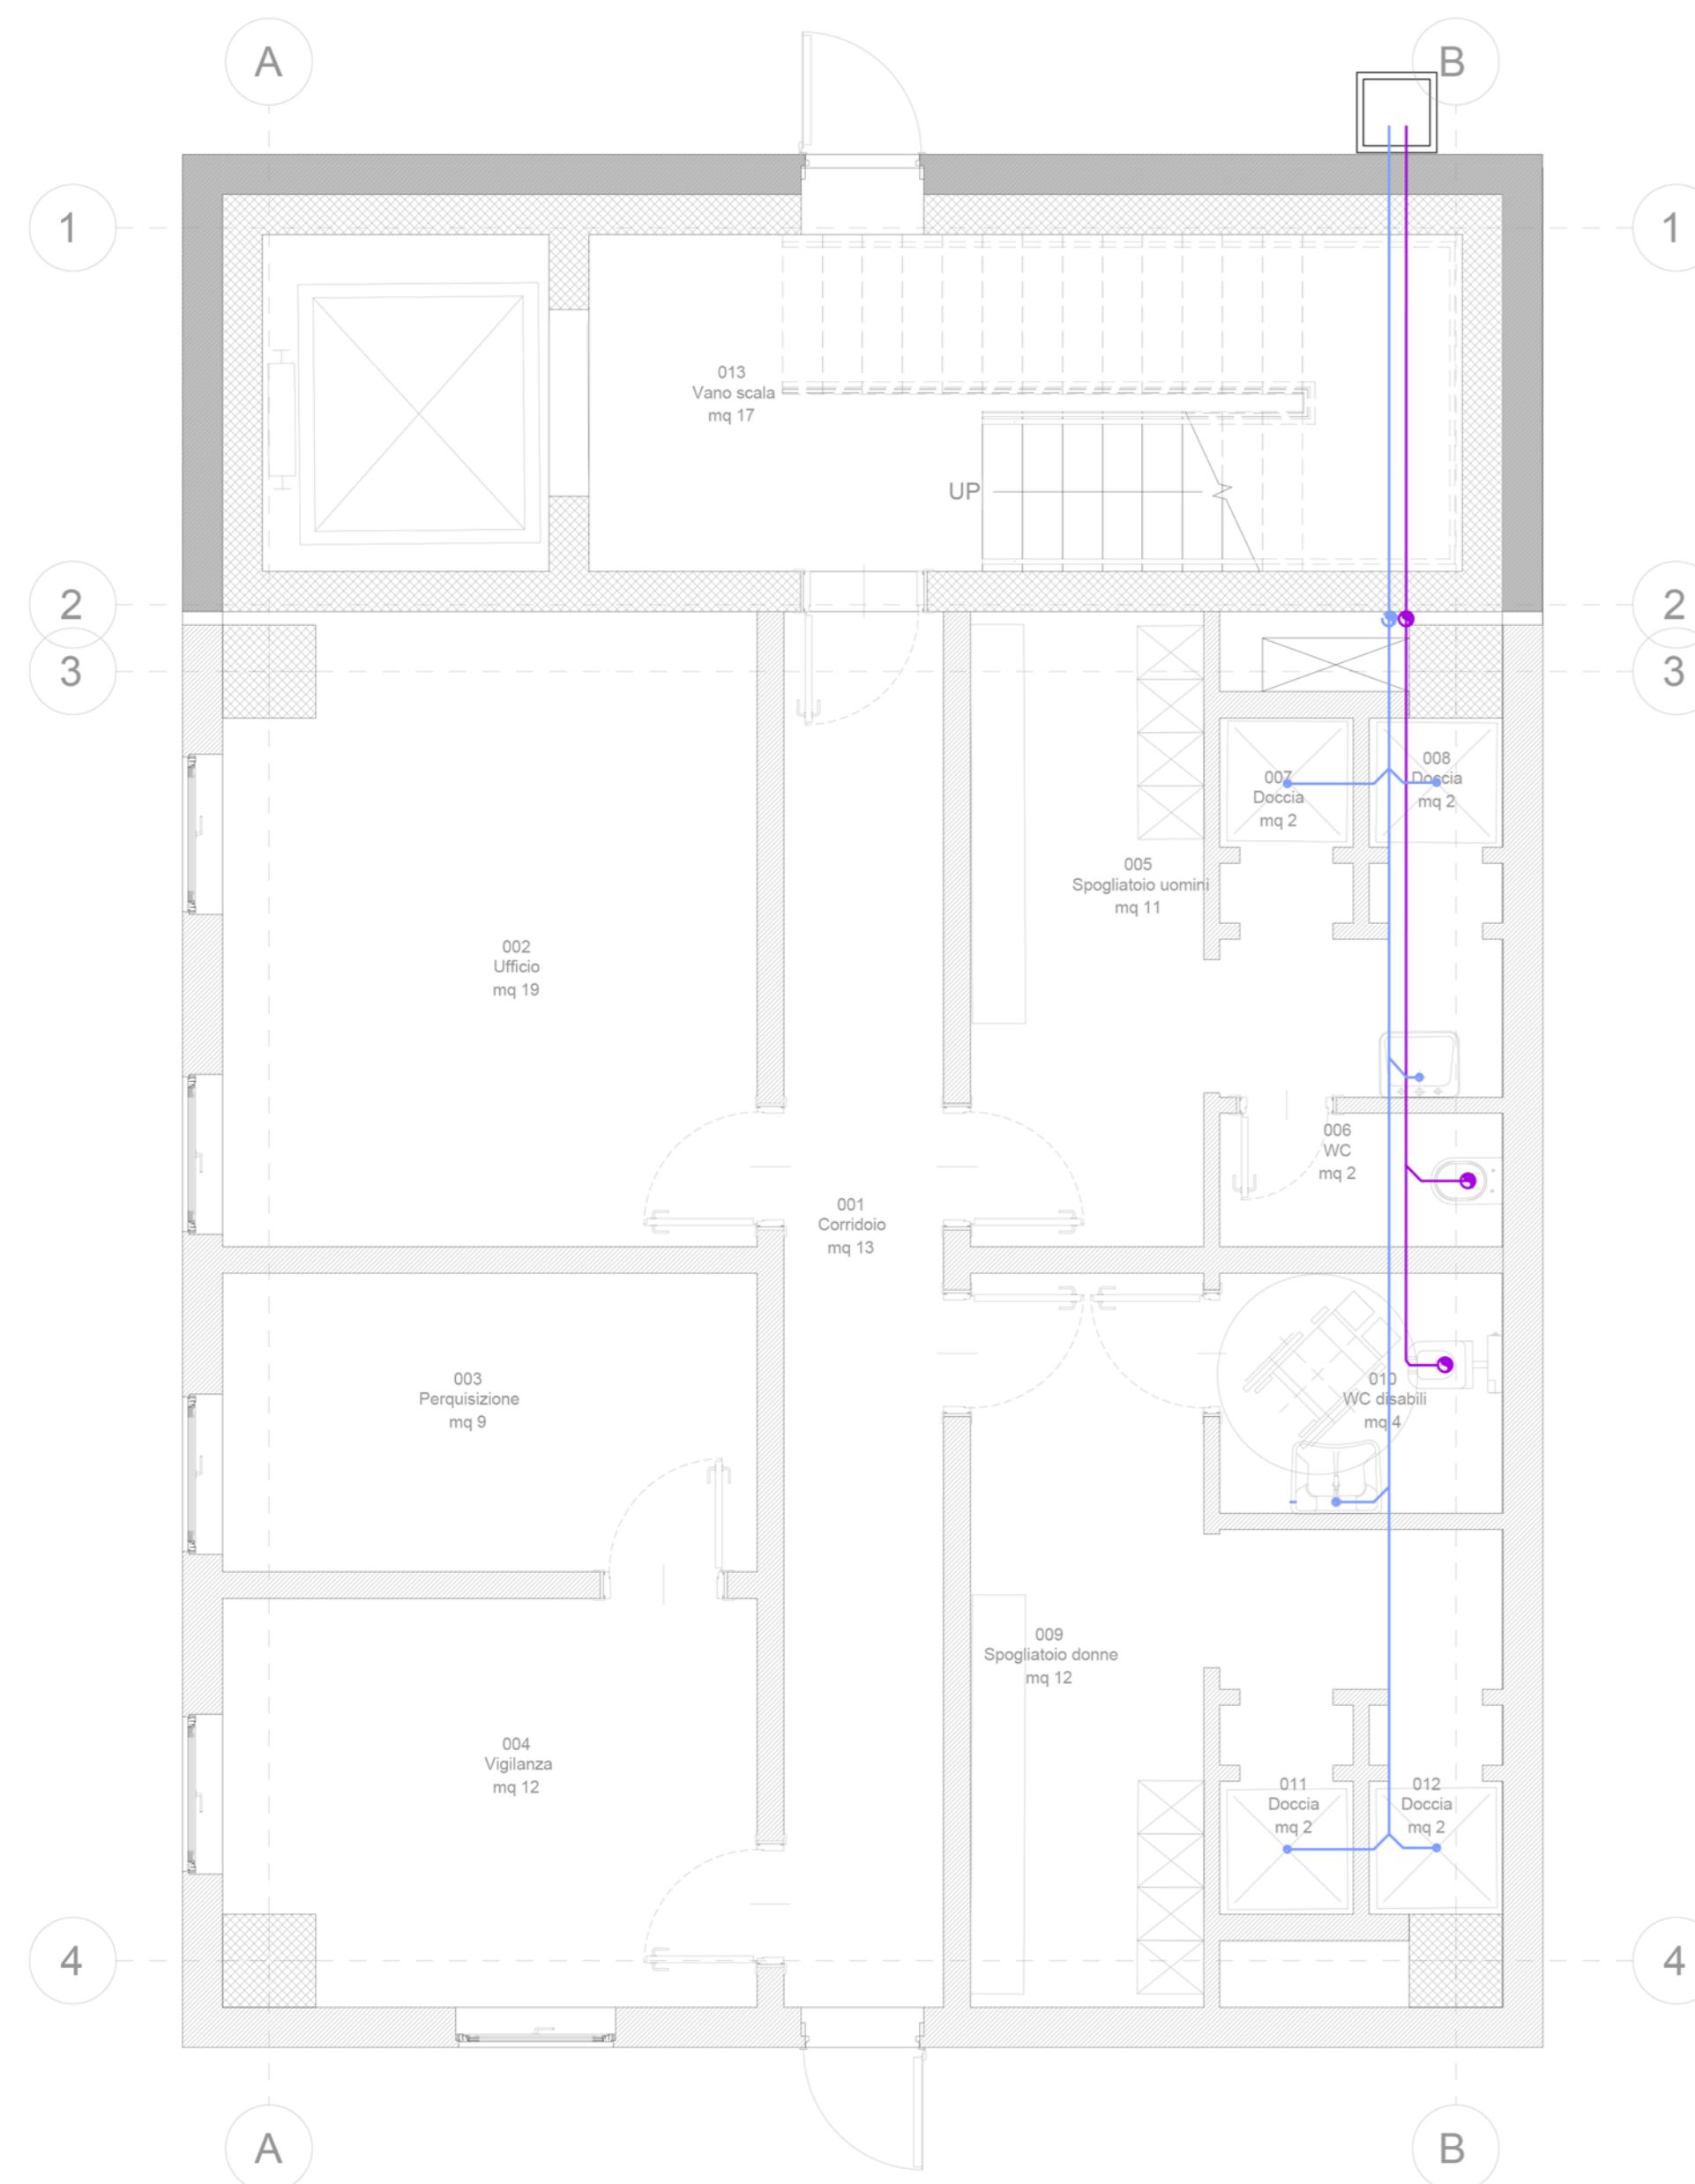 A
B
1
1
013
Vano scala
mq 17
UP
2
2
3
3
007
Doccia
mq 2
008
Doccia
mq 2
005
Spogliatoio uomini
mq 11
002
Ufficio
mq 19
006
WC
mq 2
001
Corridoio
mq 13
003
Perquisizione
mq 9
010
WC disabili
mq 4
009
Spogliatoio donne
mq 12
004
Vigilanza
mq 12
011
Doccia
mq 2
012
Doccia
mq 2
4
4
A
B